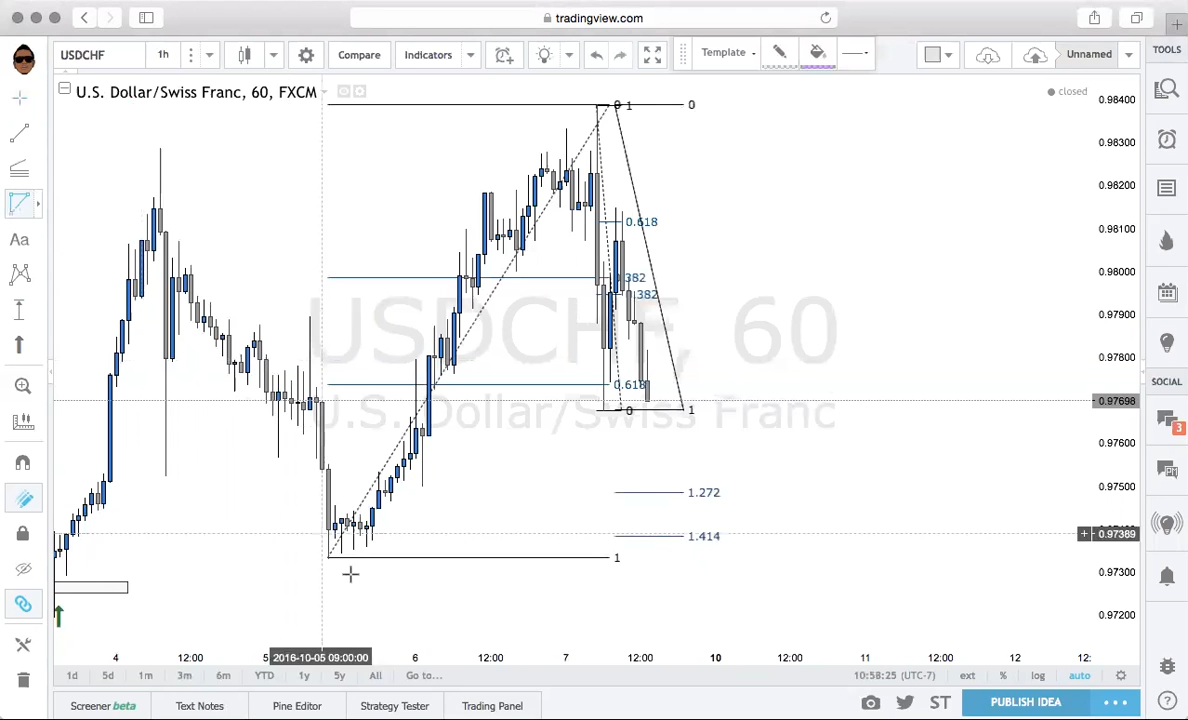 tradingview.com
USDCHF
1h
Compare
Indicators
Template
Unnamed
TOOLS
U.S. Dollar/Swiss Franc, 60, FXCM
closed
0
1
0
0.618
0.382
0.382
0.618
0
1
1.272
1.414
1
USDCHF, 60
U.S. Dollar/Swiss Franc
0.98400
0.98300
0.98200
0.98100
0.98000
0.97900
0.97800
0.97698
0.97600
0.97500
0.97389
0.97300
0.97200
SOCIAL
3
4
12:00
5
2016-10-05 09:00:00
6
12:00
7
12:00
10
12:00
11
12:00
12
12:
1d
5d
1m
3m
6m
YTD
1y
5y
All
Go to...
10:58:25 (UTC-7)
ext
%
log
auto
Screener beta
Text Notes
Pine Editor
Strategy Tester
Trading Panel
ST
PUBLISH IDEA
Aa